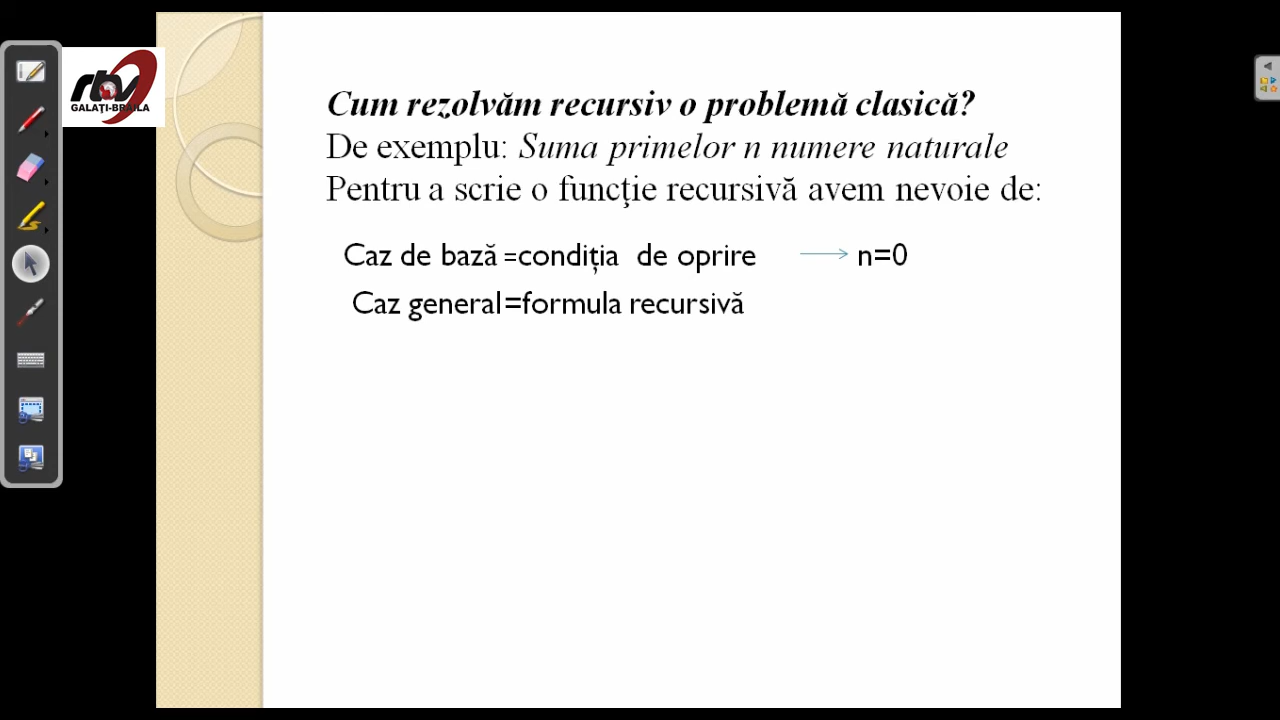 rtv
GALAȚI-BRĂILA
Cum rezolvăm recursiv o problemă clasică?
De exemplu: Suma primelor n numere naturale
Pentru a scrie o funcţie recursivă avem nevoie de:
Caz de bază =condiția de oprire n=0
Caz general=formula recursivă